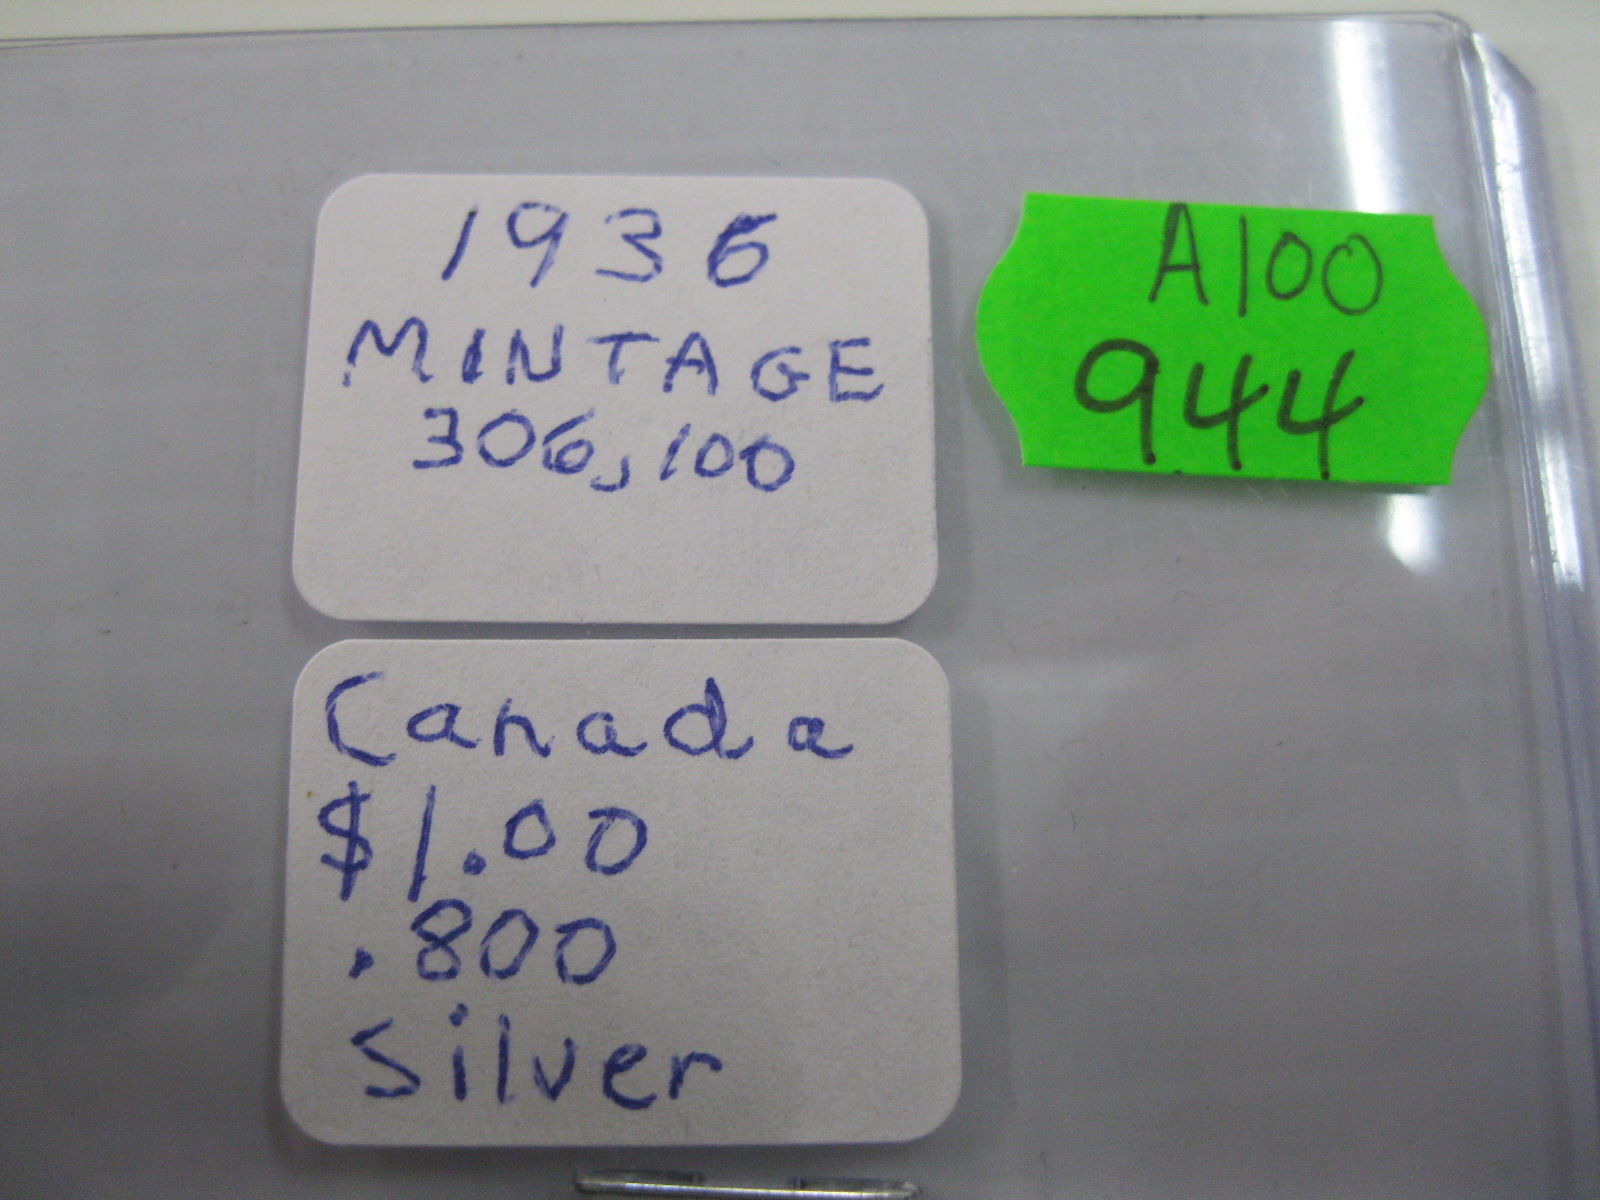 1936
MINTAGE
306,100
A100
944
Canada
$1.00
.800
Silver